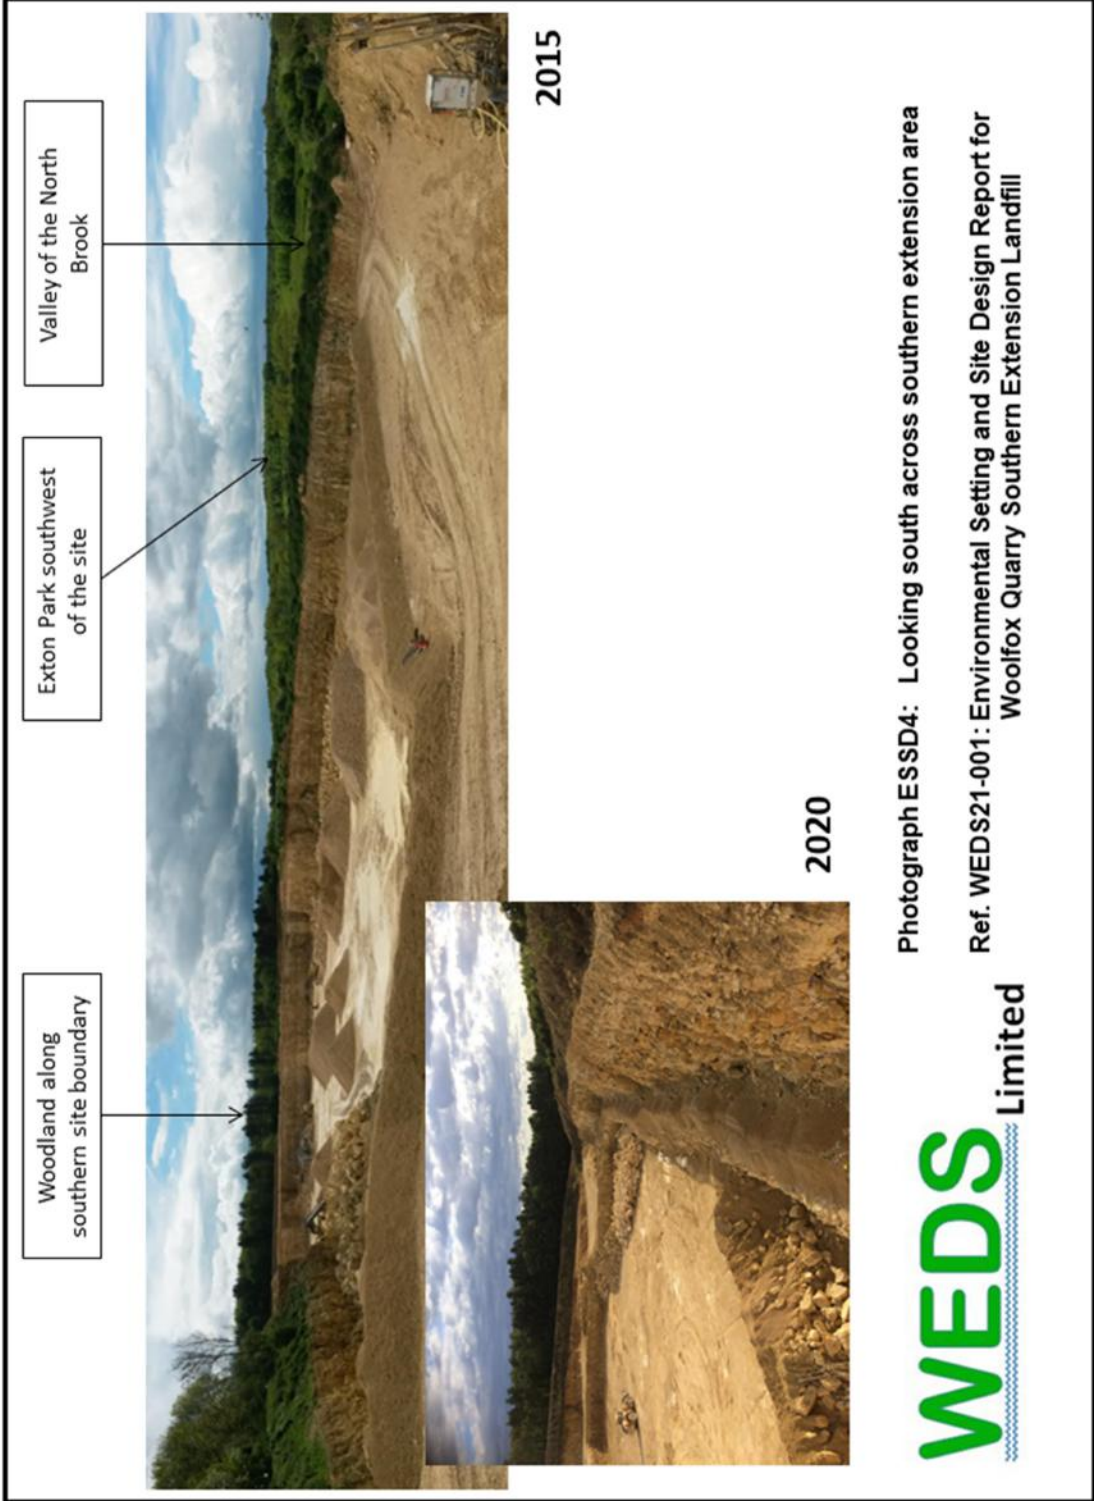 Woodland along
southern site boundary
Exton Park southwest
of the site
Valley of the North
Brook
2015
2020
Photograph ESSD4: Looking south across southern extension area
Ref. WEDS21-001: Environmental Setting and Site Design Report for
Woolfox Quarry Southern Extension Landfill
WEDS
Limited